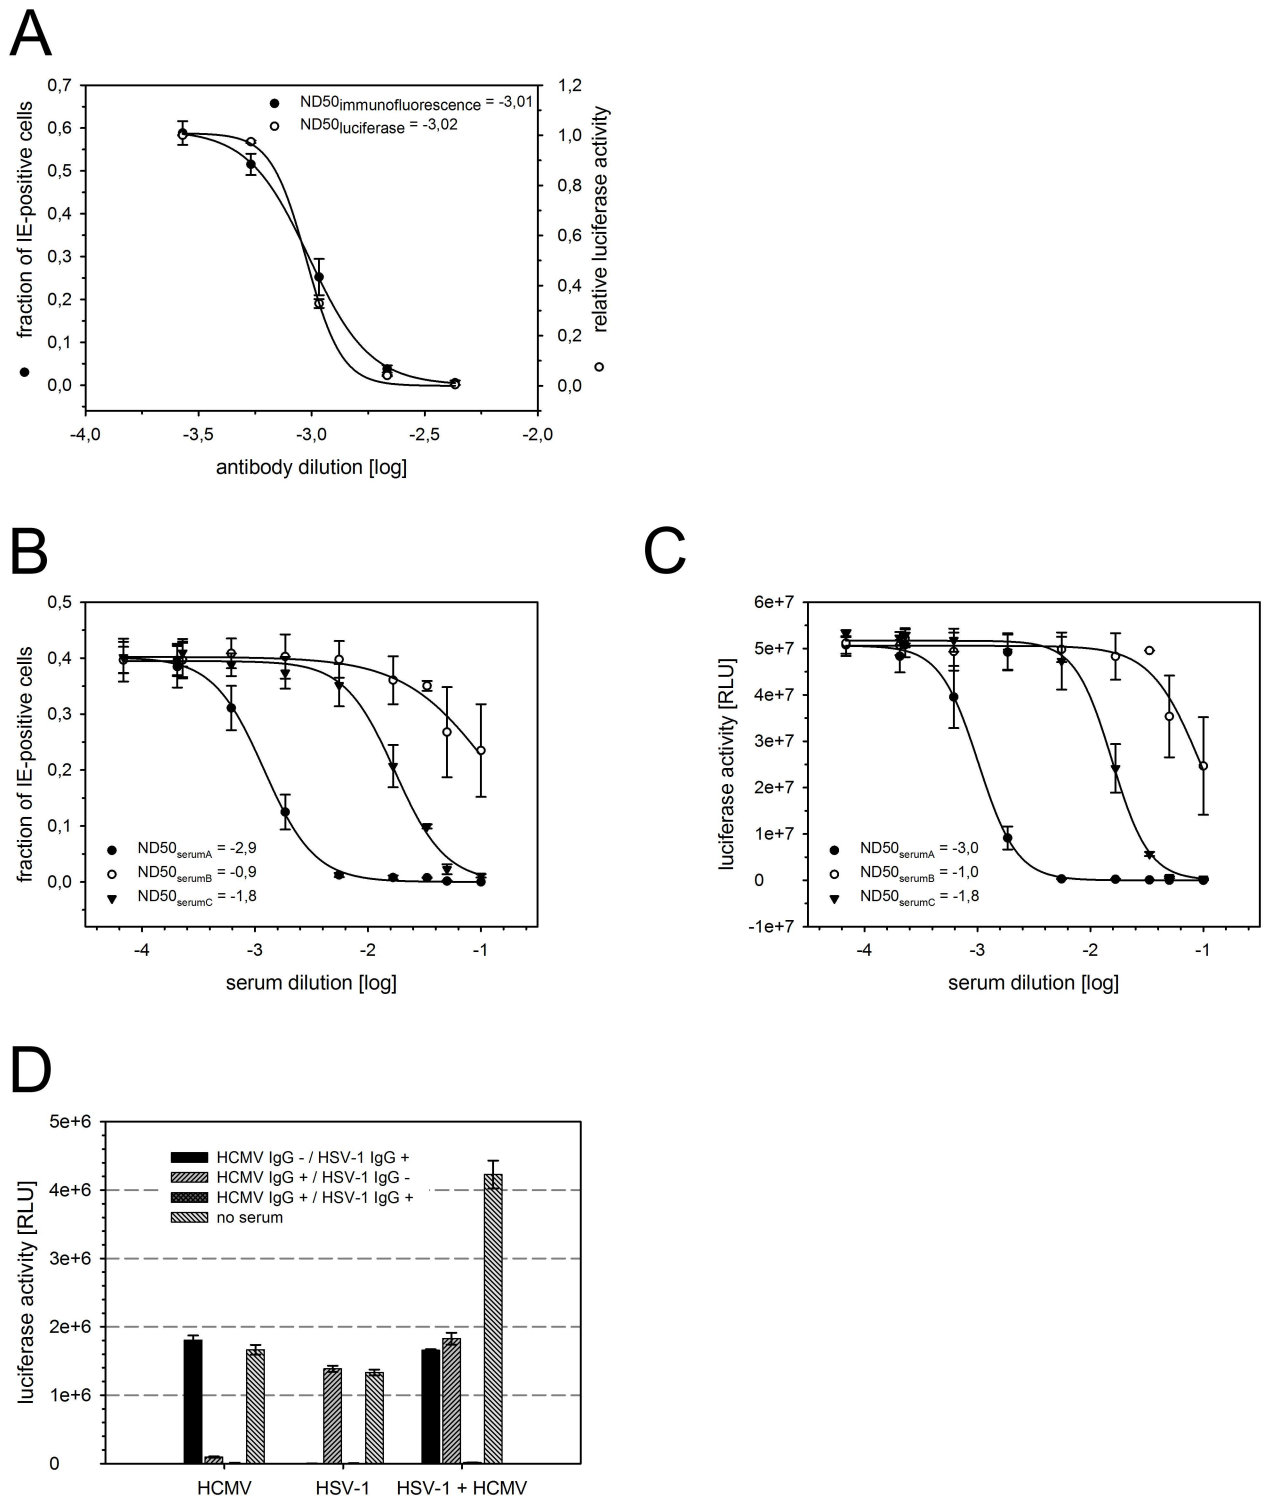 A
ND50immunofluorescence = -3,01
ND50luciferase = -3,02
fraction of IE-positive cells
relative luciferase activity
0,7
0,6
0,5
0,4
0,3
0,2
0,1
0,0
1,2
1,0
0,8
0,6
0,4
0,2
0,0
-4,0 -3,5 -3,0 -2,5 -2,0
antibody dilution [log]
B
fraction of IE-positive cells
0,5
0,4
0,3
0,2
0,1
0,0
ND50serumA = -2,9
ND50serumB = -0,9
ND50serumC = -1,8
-4 -3 -2 -1
serum dilution [log]
C
luciferase activity [RLU]
6e+7
5e+7
4e+7
3e+7
2e+7
1e+7
0
-1e+7
ND50serumA = -3,0
ND50serumB = -1,0
ND50serumC = -1,8
-4 -3 -2 -1
serum dilution [log]
D
luciferase activity [RLU]
5e+6
4e+6
3e+6
2e+6
1e+6
0
HCMV IgG - / HSV-1 IgG +
HCMV IgG + / HSV-1 IgG -
HCMV IgG + / HSV-1 IgG +
no serum
HCMV HSV-1 HSV-1 + HCMV